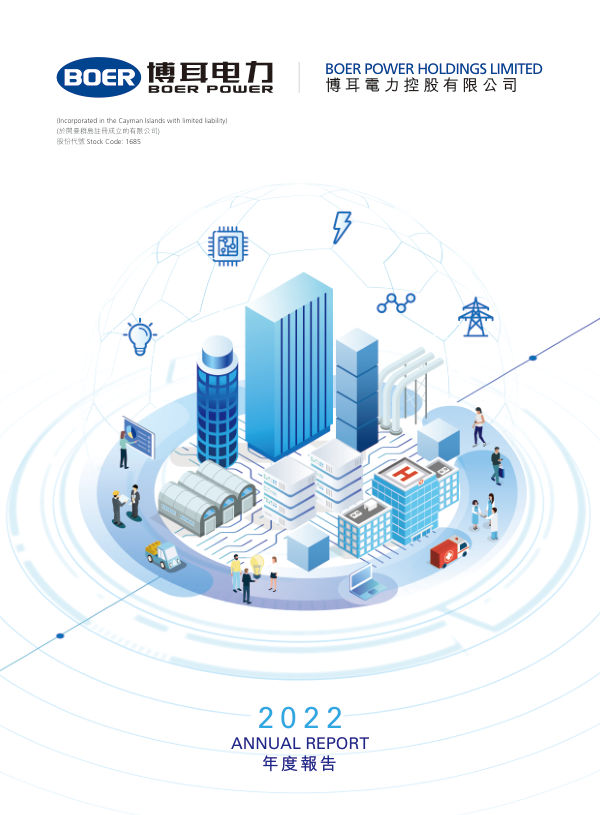 BOER 博耳电力
BOER POWER
BOER POWER HOLDINGS LIMITED
博耳電力控股有限公司
(Incorporated in the Cayman Islands with limited liability)
(於開曼群島註冊成立的有限公司)
股份代號 Stock Code: 1685
H
2022
ANNUAL REPORT
年度報告